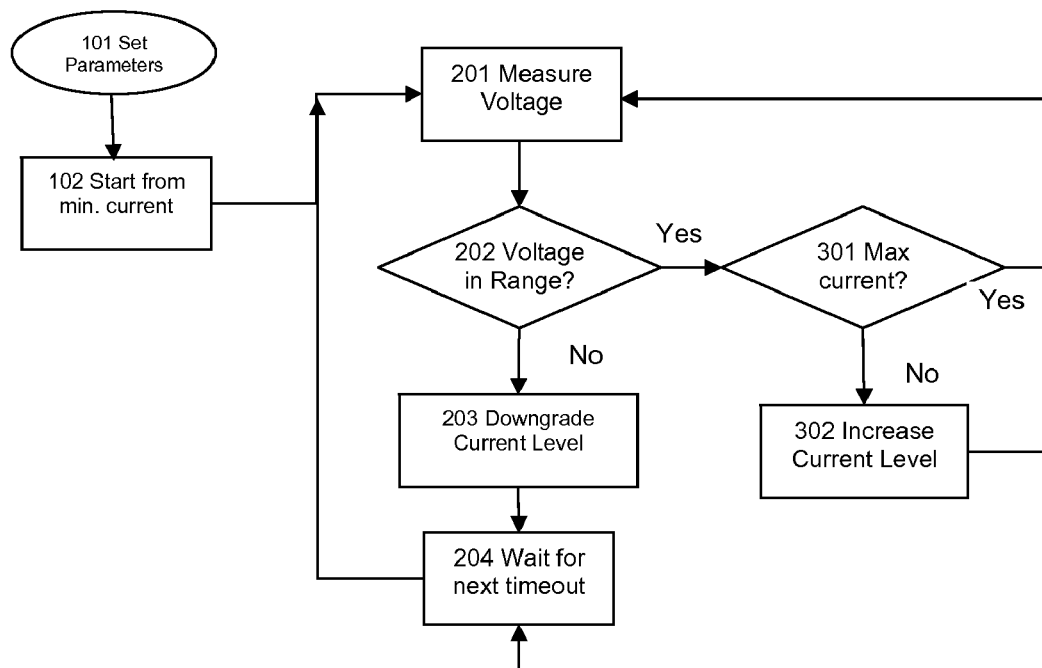 101 Set
Parameters
102 Start from
min. current
201 Measure
Voltage
202 Voltage
in Range?
Yes
No
203 Downgrade
Current Level
204 Wait for
next timeout
301 Max
current?
Yes
No
302 Increase
Current Level